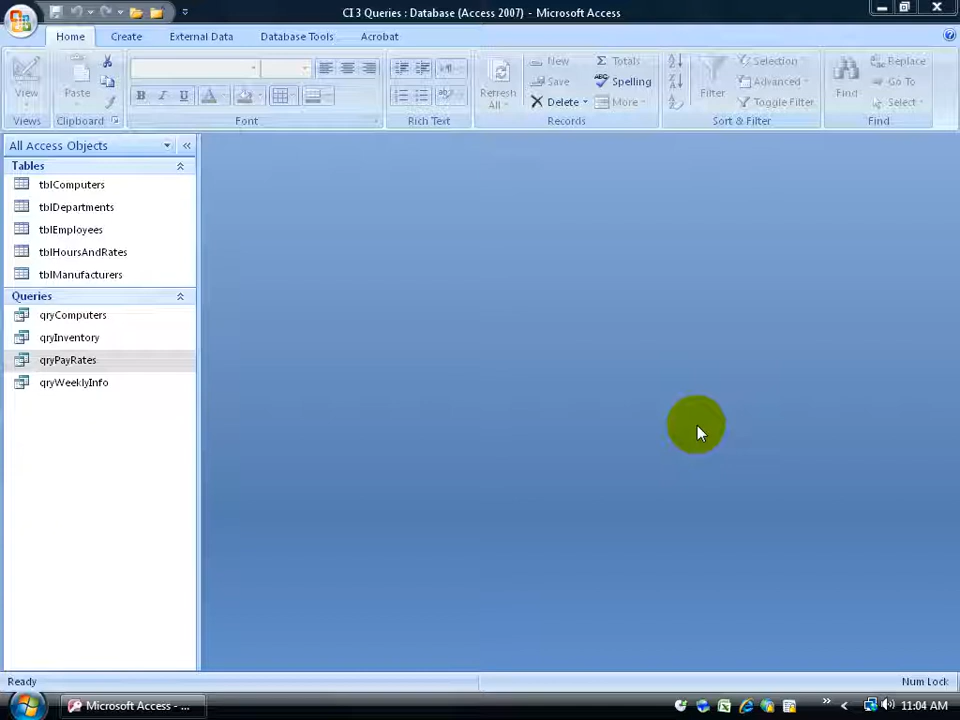 CI 3 Queries : Database (Access 2007) - Microsoft Access
Home Create External Data Database Tools Acrobat
View Paste B I U A Refresh All New Save Delete Totals Spelling More Filter Selection Advanced Toggle Filter Find Replace Go To Select
Views Clipboard Font Rich Text Records Sort & Filter Find
All Access Objects
Tables
tblComputers
tblDepartments
tblEmployees
tblHoursAndRates
tblManufacturers
Queries
qryComputers
qryInventory
qryPayRates
qryWeeklyInfo
Ready Num Lock
Microsoft Access - ... 11:04 AM